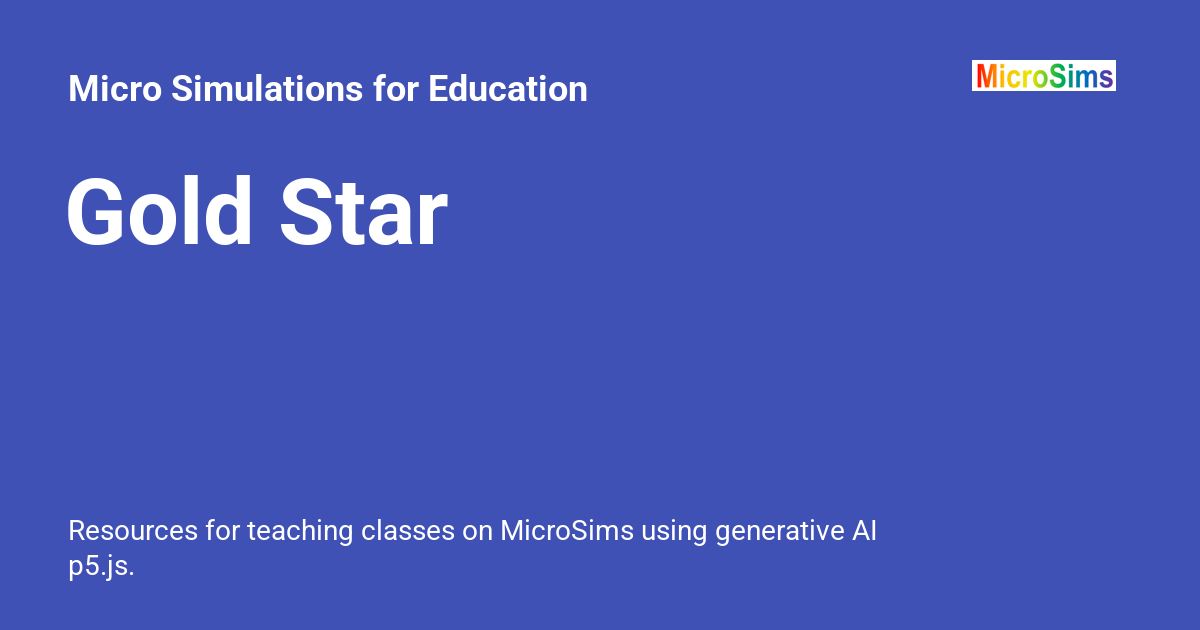 Micro Simulations for Education
MicroSims
Gold Star
Resources for teaching classes on MicroSims using generative AI
p5.js.